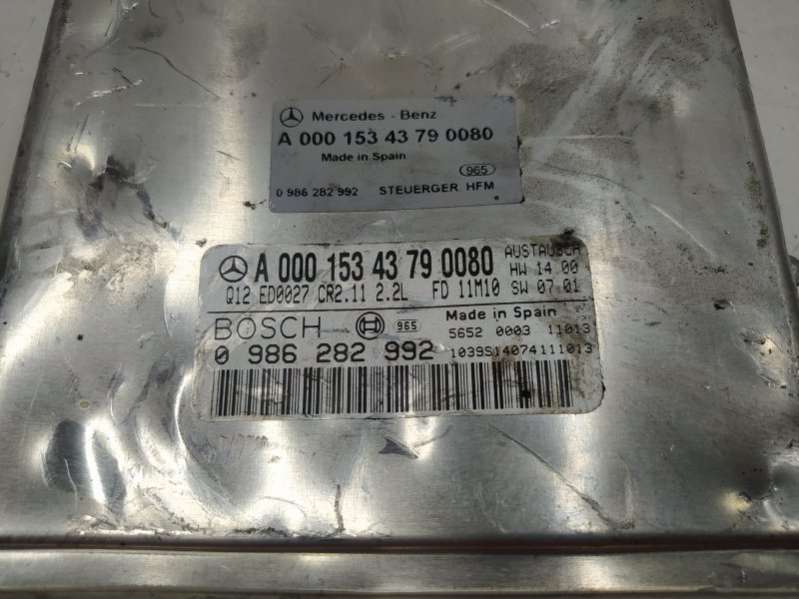 Mercedes - Benz
A 000 153 43 79 0080
Made in Spain
965
0 986 282 992 STEUERGER HFM
A 000 153 43 79 0080 AUSTAUSCH
HW 14.00
Q12 ED0027 CR2.11 2.2L FD 11M10 SW 07.01
BOSCH 965 Made in Spain
5652 0003 11013
0 986 282 992 1039S14074111013